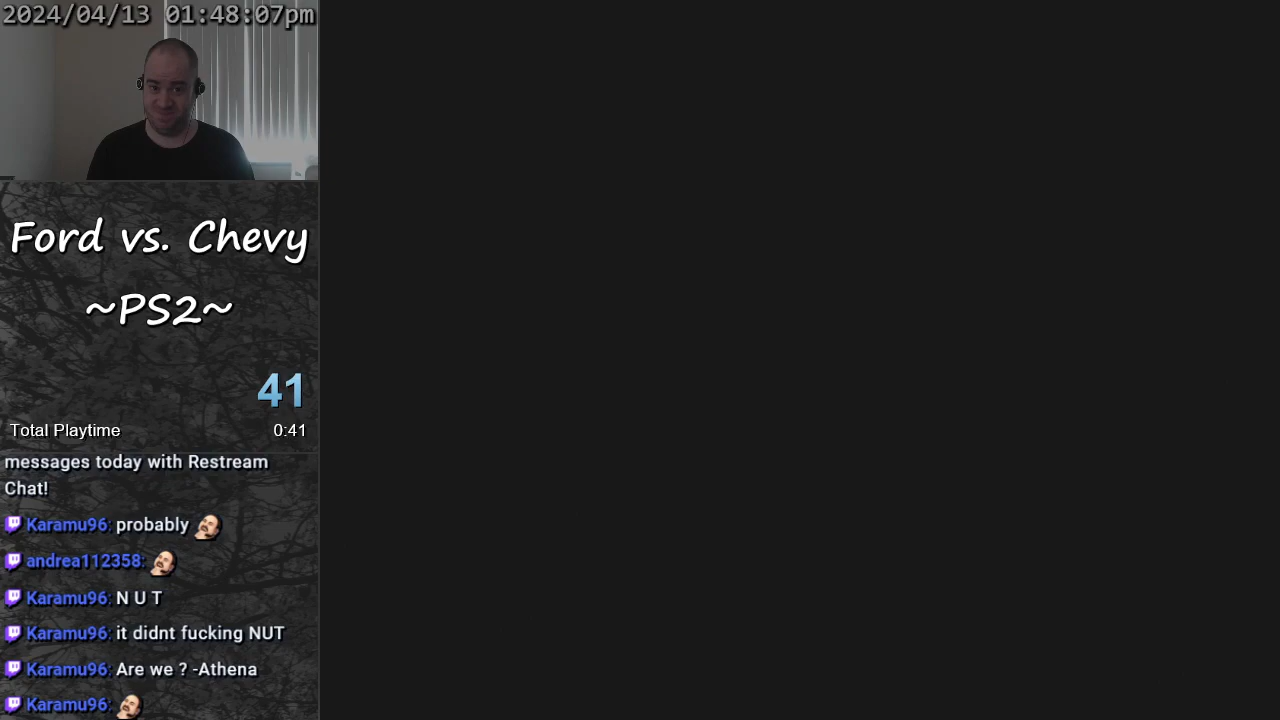 2024/04/13 01:48:07pm
Ford vs. Chevy
~PS2~
41
Total Playtime 0:41
messages today with Restream
Chat!
Karamu96: probably
andrea112358:
Karamu96: N U T
Karamu96: it didnt fucking NUT
Karamu96: Are we ? -Athena
Karamu96: